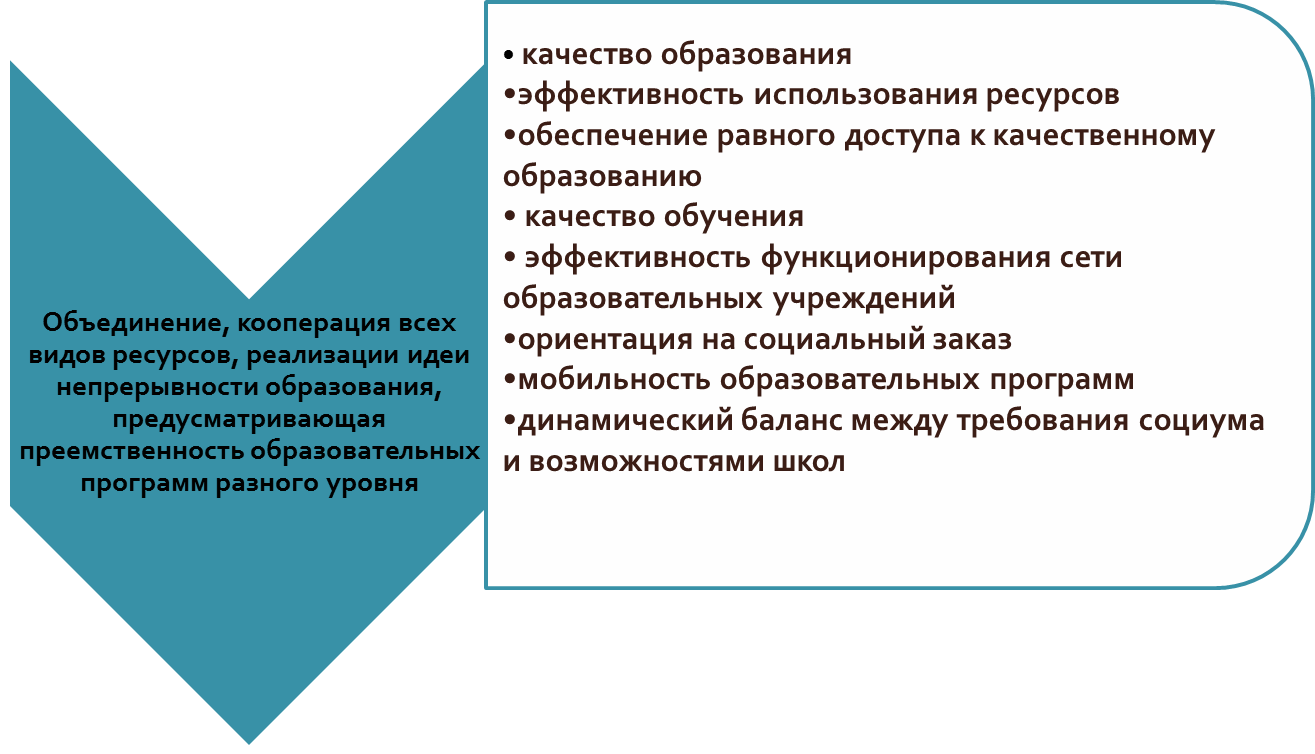 Объединение, кооперация всех
видов ресурсов, реализации идеи
непрерывности образования,
предусматривающая
преемственность образовательных
программ разного уровня
• качество образования
•эффективность использования ресурсов
•обеспечение равного доступа к качественному
образованию
• качество обучения
• эффективность функционирования сети
образовательных учреждений
•ориентация на социальный заказ
•мобильность образовательных программ
•динамический баланс между требования социума
и возможностями школ